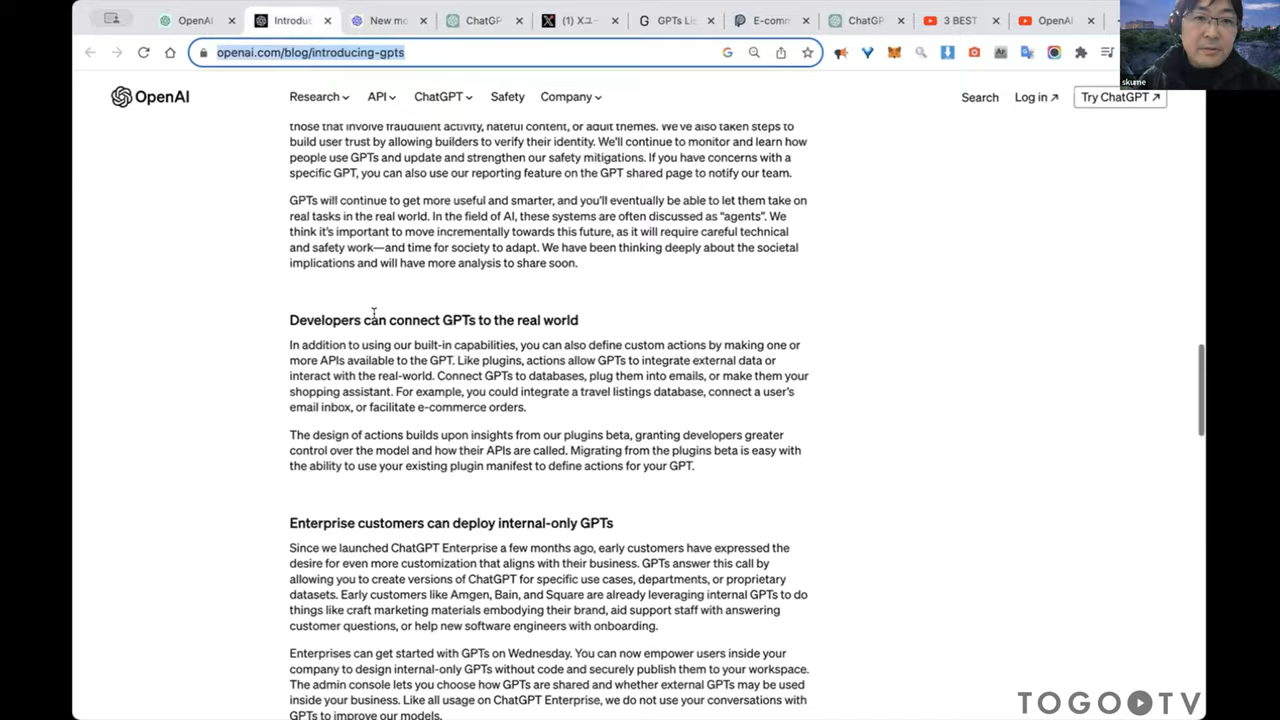 OpenAI
Introduc
New mo
ChatGP
(1) Xユー
GPTs Lis
E-comm
ChatGP
3 BEST
OpenAI
openai.com/blog/introducing-gpts
skume
OpenAI
Research
API
ChatGPT
Safety
Company
Search
Log in ↗
Try ChatGPT ↗
those that involve fraudulent activity, hateful content, or adult themes. We've also taken steps to
build user trust by allowing builders to verify their identity. We'll continue to monitor and learn how
people use GPTs and update and strengthen our safety mitigations. If you have concerns with a
specific GPT, you can also use our reporting feature on the GPT shared page to notify our team.
GPTs will continue to get more useful and smarter, and you'll eventually be able to let them take on
real tasks in the real world. In the field of AI, these systems are often discussed as “agents”. We
think it's important to move incrementally towards this future, as it will require careful technical
and safety work—and time for society to adapt. We have been thinking deeply about the societal
implications and will have more analysis to share soon.
Developers can connect GPTs to the real world
In addition to using our built-in capabilities, you can also define custom actions by making one or
more APIs available to the GPT. Like plugins, actions allow GPTs to integrate external data or
interact with the real-world. Connect GPTs to databases, plug them into emails, or make them your
shopping assistant. For example, you could integrate a travel listings database, connect a user's
email inbox, or facilitate e-commerce orders.
The design of actions builds upon insights from our plugins beta, granting developers greater
control over the model and how their APIs are called. Migrating from the plugins beta is easy with
the ability to use your existing plugin manifest to define actions for your GPT.
Enterprise customers can deploy internal-only GPTs
Since we launched ChatGPT Enterprise a few months ago, early customers have expressed the
desire for even more customization that aligns with their business. GPTs answer this call by
allowing you to create versions of ChatGPT for specific use cases, departments, or proprietary
datasets. Early customers like Amgen, Bain, and Square are already leveraging internal GPTs to do
things like craft marketing materials embodying their brand, aid support staff with answering
customer questions, or help new software engineers with onboarding.
Enterprises can get started with GPTs on Wednesday. You can now empower users inside your
company to design internal-only GPTs without code and securely publish them to your workspace.
The admin console lets you choose how GPTs are shared and whether external GPTs may be used
inside your business. Like all usage on ChatGPT Enterprise, we do not use your conversations with
GPTs to improve our models.
TOGO TV